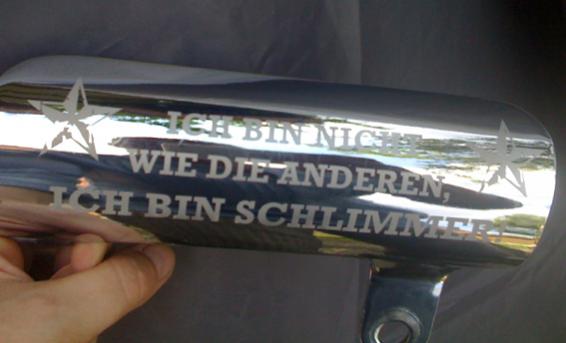 ICH BIN NICHT
WIE DIE ANDEREN,
ICH BIN SCHLIMMER!